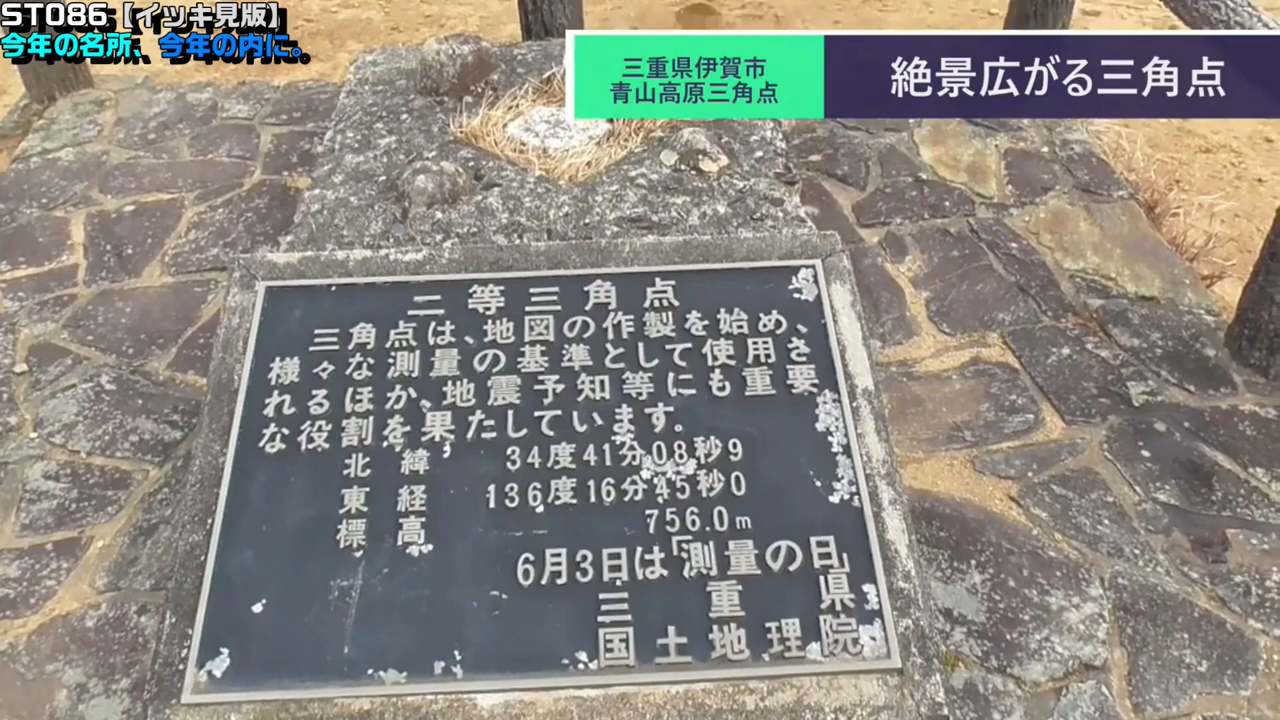 ST086【イッキ見版】
今年の名所、今年の内に。
三重県伊賀市
青山高原三角点
絶景広がる三角点
二等三角点
三角点は、地図の作製を始め、
様々な測量の基準として使用さ
れるほか、地震予知等にも重要
な役割を果たしています。
北緯 34度41分08秒9
東経 136度16分45秒0
標高 756.0m
6月3日は「測量の日」
三重県
国土地理院